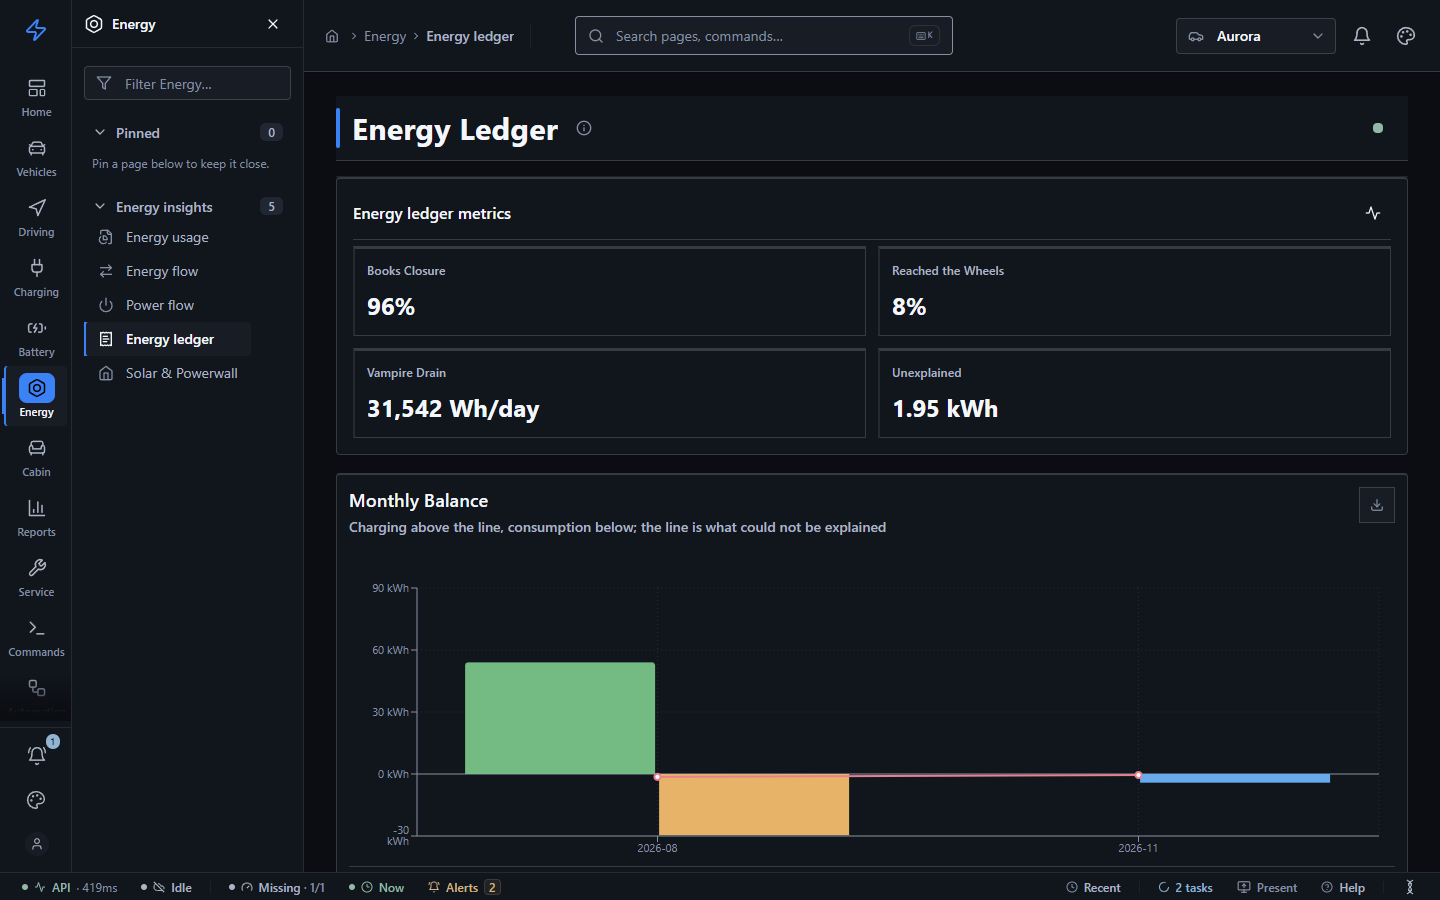 Home
Vehicles
Driving
Charging
Battery
Energy
Cabin
Reports
Service
Commands
1
Energy
Filter Energy...
Pinned
0
Pin a page below to keep it close.
Energy insights
5
Energy usage
Energy flow
Power flow
Energy ledger
Solar & Powerwall
Energy
Energy ledger
Search pages, commands...
K
Aurora
Energy Ledger
Energy ledger metrics
Books Closure
96%
Reached the Wheels
8%
Vampire Drain
31,542 Wh/day
Unexplained
1.95 kWh
Monthly Balance
Charging above the line, consumption below; the line is what could not be explained
90 kWh
60 kWh
30 kWh
0 kWh
-30
kWh
2026-08
2026-11
API · 419ms
Idle
Missing · 1/1
Now
Alerts 2
Recent
2 tasks
Present
Help